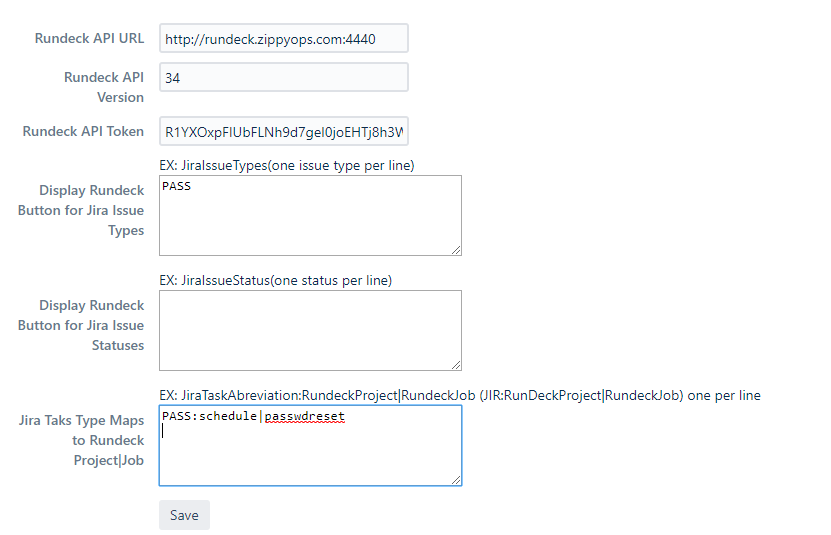 Rundeck API URL
http://rundeck.zippyops.com:4440
Rundeck API
Version
34
Rundeck API Token
R1YXOxpFlUbFLNh9d7gel0joEHTj8h3W
EX: JiraIssueTypes(one issue type per line)
Display Rundeck
Button for Jira Issue
Types
PASS
EX: JiraIssueStatus(one status per line)
Display Rundeck
Button for Jira Issue
Statuses
EX: JiraTaskAbreviation:RundeckProject|RundeckJob (JIR:RunDeckProject|RundeckJob) one per line
Jira Taks Type Maps
to Rundeck
Project|Job
PASS:schedule|passwdreset
Save